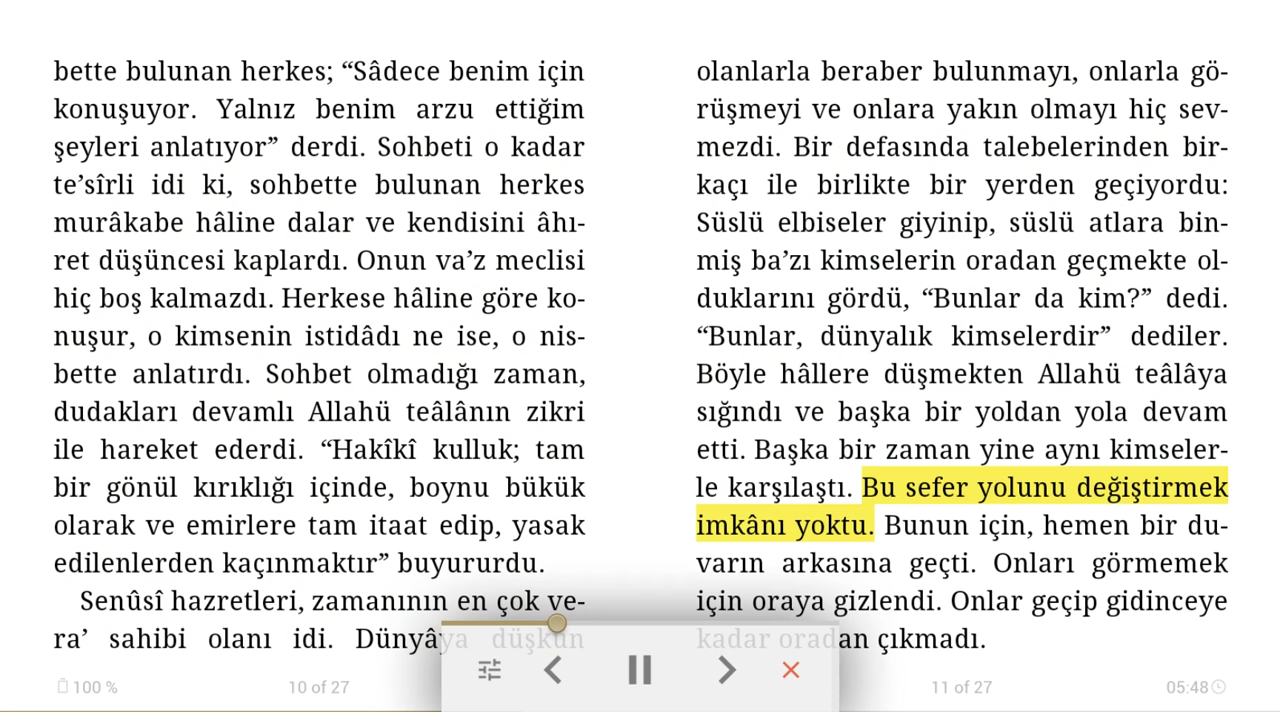 bette bulunan herkes; “Sâdece benim için
konuşuyor. Yalnız benim arzu ettiğim
şeyleri anlatıyor” derdi. Sohbeti o kadar
te’sîrli idi ki, sohbette bulunan herkes
murâkabe hâline dalar ve kendisini âhı-
ret düşüncesi kaplardı. Onun va’z meclisi
hiç boş kalmazdı. Herkese hâline göre ko-
nuşur, o kimsenin istidâdı ne ise, o nis-
bette anlatırdı. Sohbet olmadığı zaman,
dudakları devamlı Allahü teâlânın zikri
ile hareket ederdi. “Hakîkî kulluk; tam
bir gönül kırıklığı içinde, boynu bükük
olarak ve emirlere tam itaat edip, yasak
edilenlerden kaçınmaktır” buyururdu.
Senûsî hazretleri, zamanının en çok ve-
ra’ sahibi olanı idi. Dünyâya düşkün
100 %
10 of 27
olanlarla beraber bulunmayı, onlarla gö-
rüşmeyi ve onlara yakın olmayı hiç sev-
mezdi. Bir defasında talebelerinden bir-
kaçı ile birlikte bir yerden geçiyordu:
Süslü elbiseler giyinip, süslü atlara bin-
miş ba’zı kimselerin oradan geçmekte ol-
duklarını gördü, “Bunlar da kim?” dedi.
“Bunlar, dünyalık kimselerdir” dediler.
Böyle hâllere düşmekten Allahü teâlâya
sığındı ve başka bir yoldan yola devam
etti. Başka bir zaman yine aynı kimseler-
le karşılaştı. Bu sefer yolunu değiştirmek
imkânı yoktu. Bunun için, hemen bir du-
varın arkasına geçti. Onları görmemek
için oraya gizlendi. Onlar geçip gidinceye
kadar oradan çıkmadı.
11 of 27
05:48